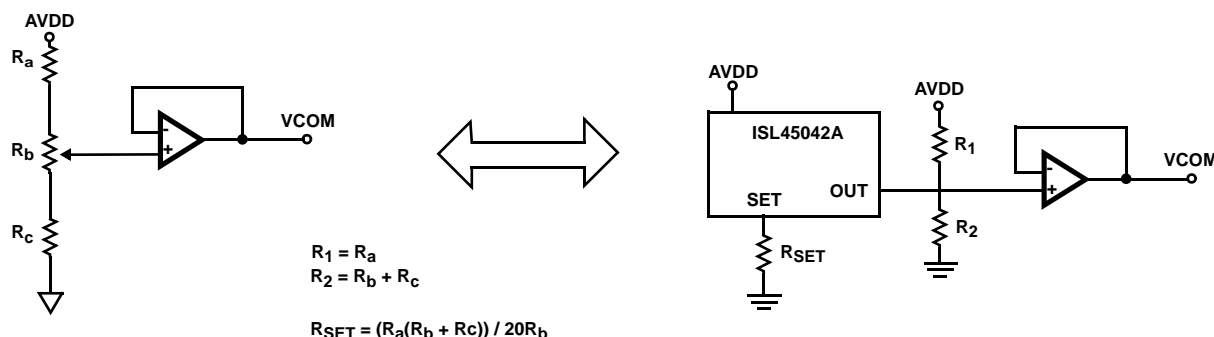 AVDD
Ra
Rb
Rc
-
+
VCOM
R1 = Ra
R2 = Rb + Rc
RSET = (Ra(Rb + Rc)) / 20Rb
AVDD
ISL45042A
SET
OUT
RSET
AVDD
R1
R2
-
+
VCOM